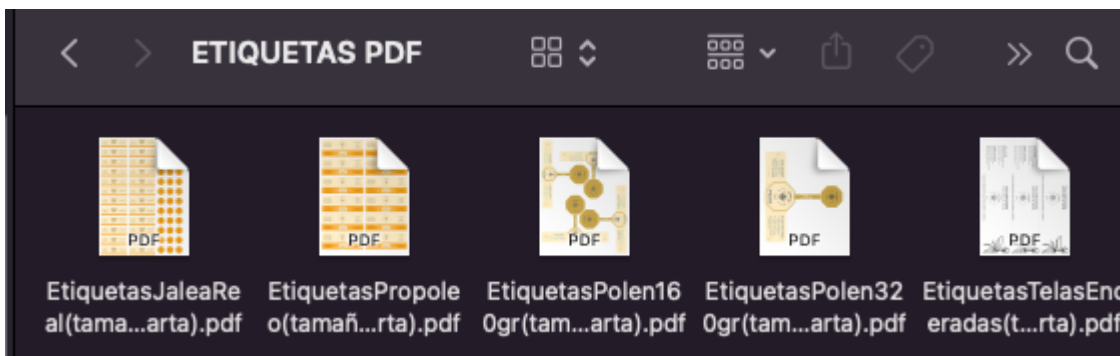 ETIQUETAS PDF
PDF
PDF
PDF
PDF
PDF
EtiquetasJaleaRe
al(tama...arta).pdf
EtiquetasPropole
o(tamañ...rta).pdf
EtiquetasPolen16
0gr(tam...arta).pdf
EtiquetasPolen32
0gr(tam...arta).pdf
EtiquetasTelasEnc
eradas(t...rta).pdf